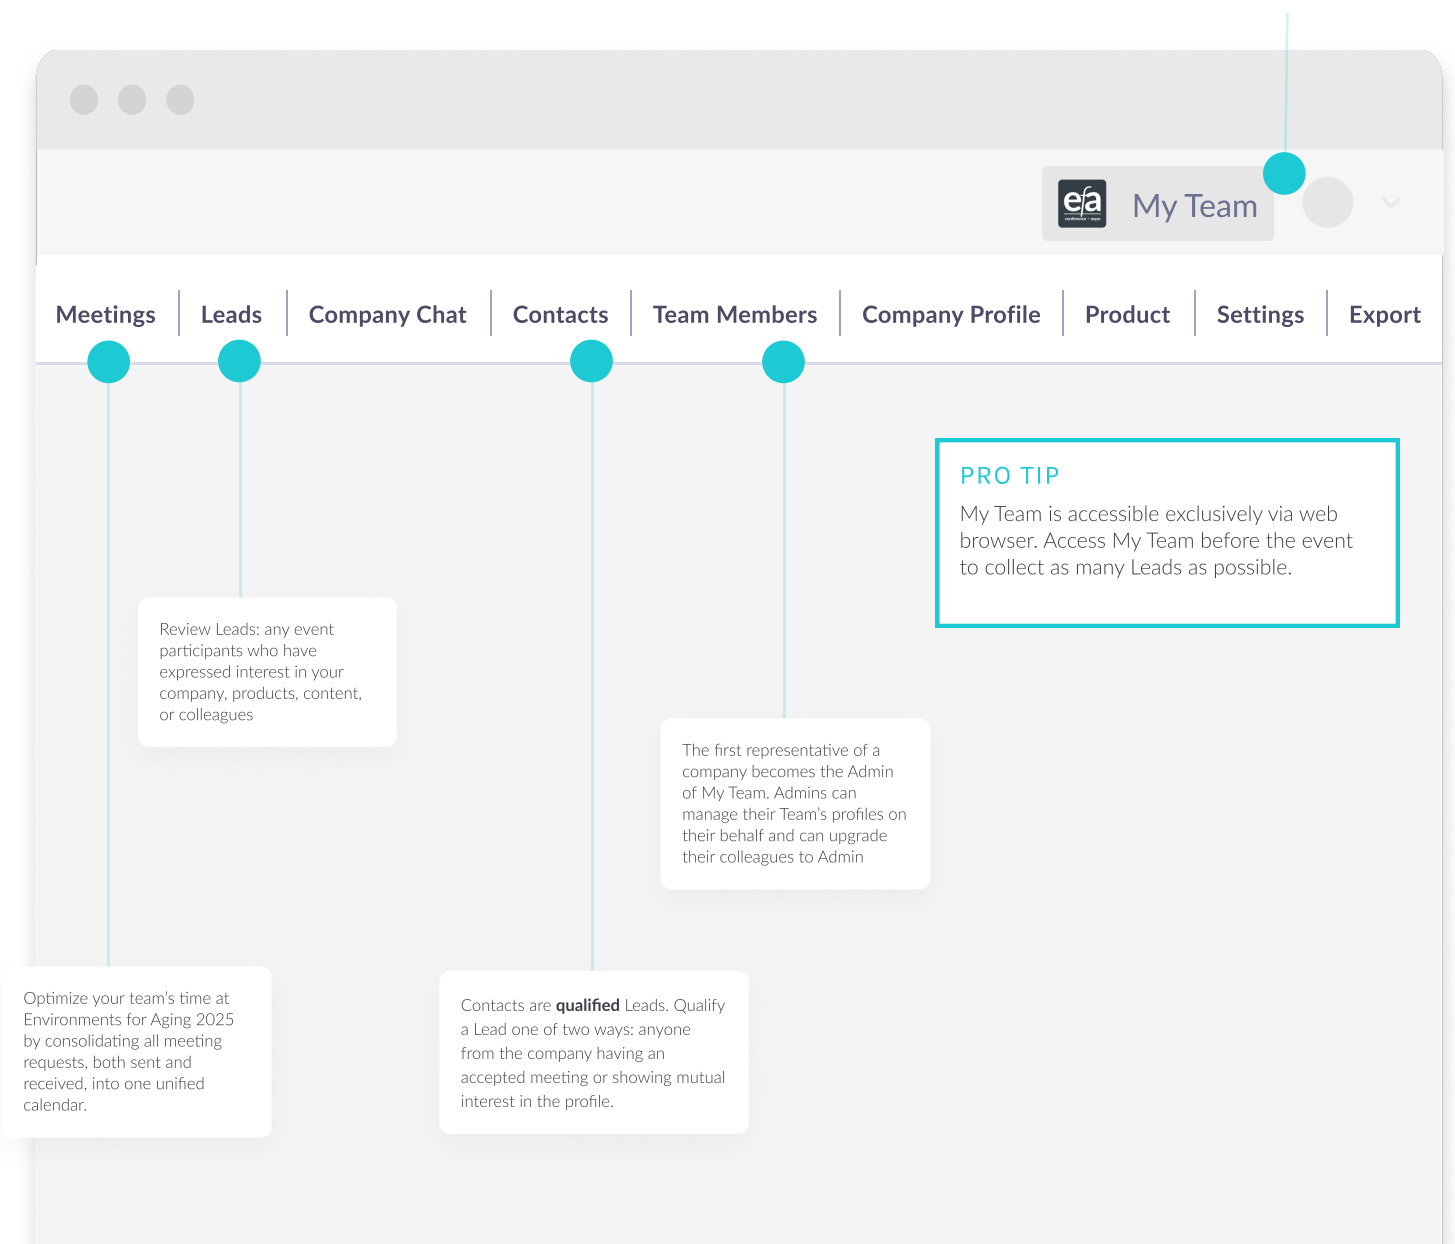 efa
conference + expo
My Team
Meetings
Leads
Company Chat
Contacts
Team Members
Company Profile
Product
Settings
Export
PRO TIP
My Team is accessible exclusively via web
browser. Access My Team before the event
to collect as many Leads as possible.
Review Leads: any event
participants who have
expressed interest in your
company, products, content,
or colleagues
The first representative of a
company becomes the Admin
of My Team. Admins can
manage their Team's profiles on
their behalf and can upgrade
their colleagues to Admin
Optimize your team's time at
Environments for Aging 2025
by consolidating all meeting
requests, both sent and
received, into one unified
calendar.
Contacts are qualified Leads. Qualify
a Lead one of two ways: anyone
from the company having an
accepted meeting or showing mutual
interest in the profile.